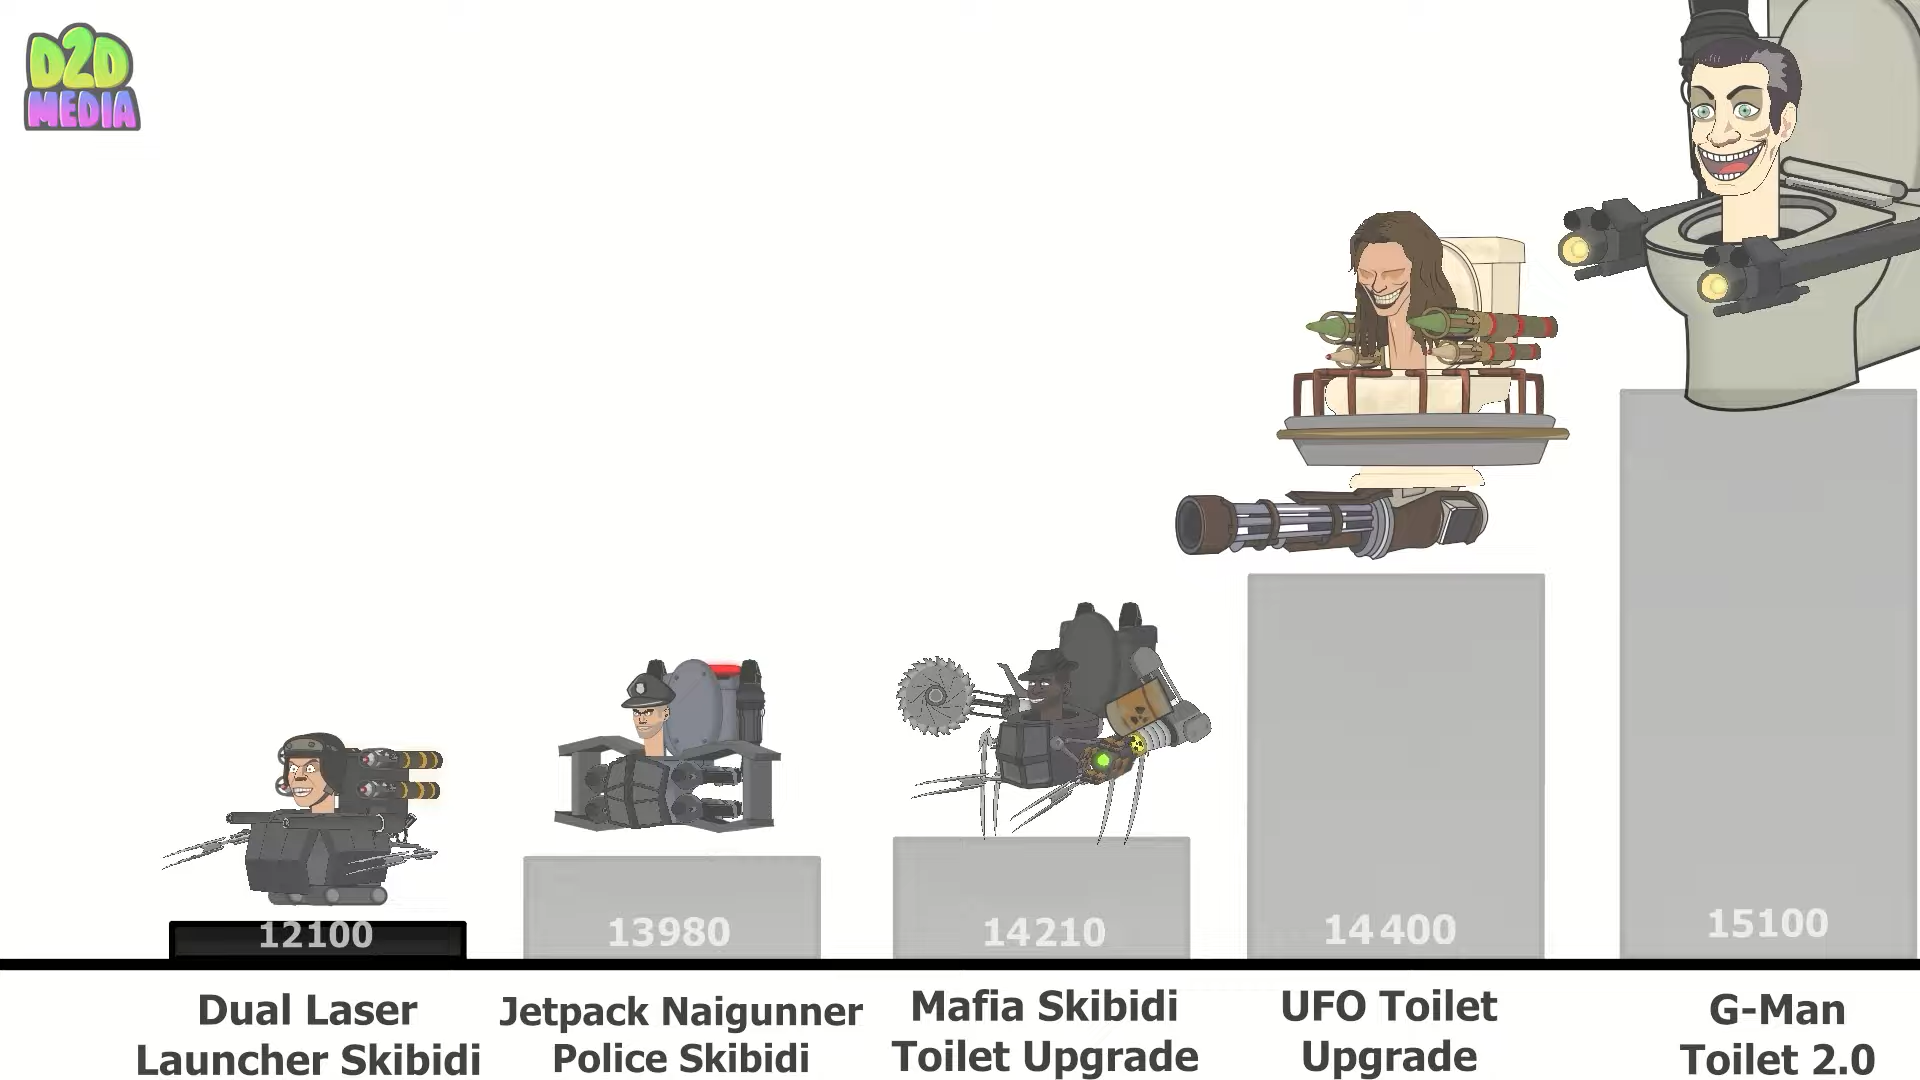 D2D
MEDIA
12100
13980
14210
14400
15100
Dual Laser
Launcher Skibidi
Jetpack Naigunner
Police Skibidi
Mafia Skibidi
Toilet Upgrade
UFO Toilet
Upgrade
G-Man
Toilet 2.0